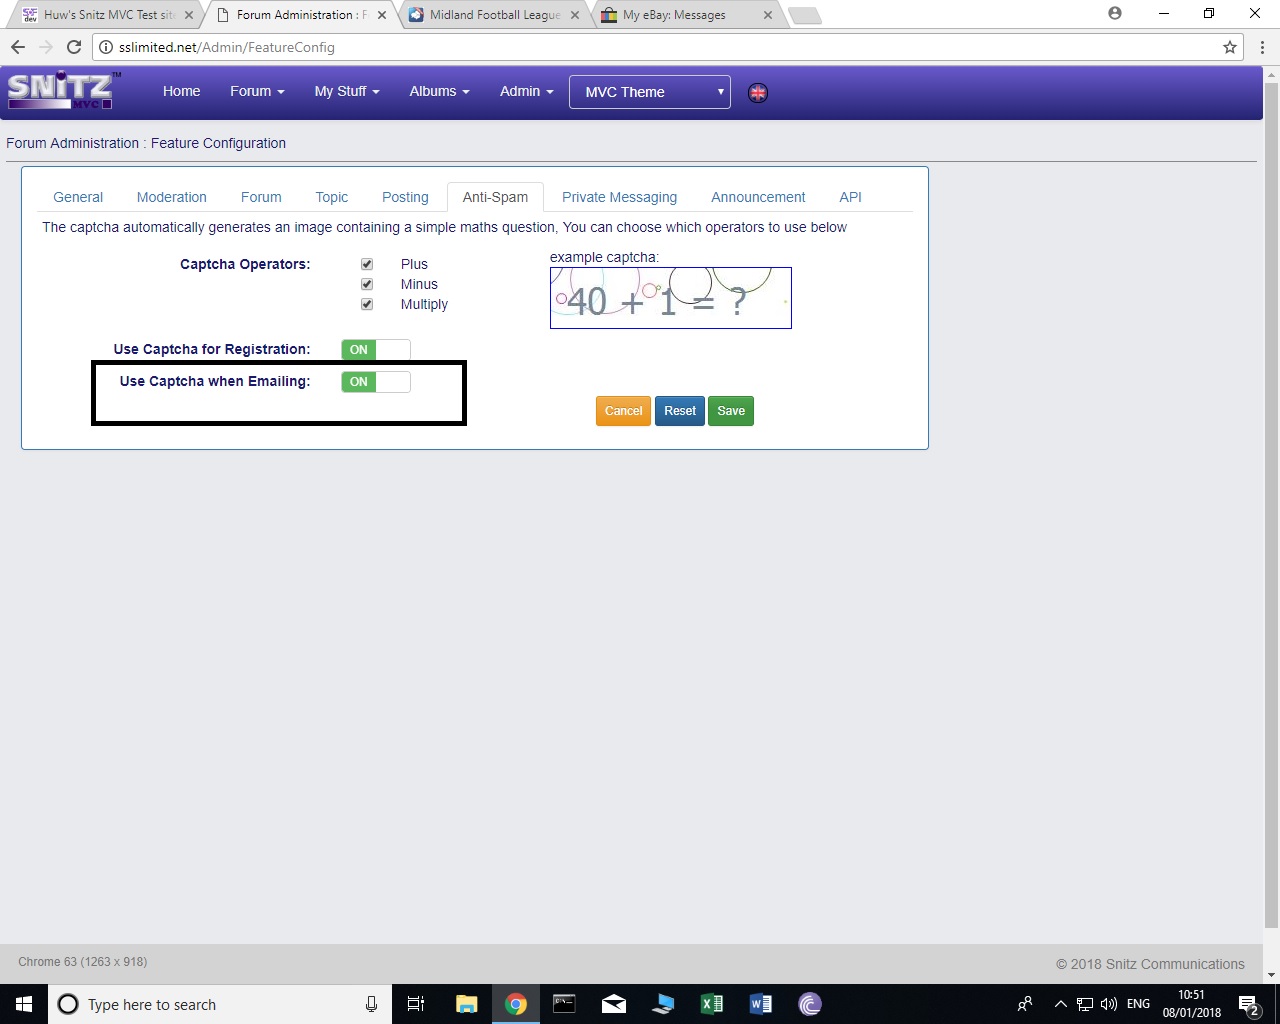 Huw's Snitz MVC Test site
Forum Administration : F
Midland Football League
My eBay: Messages
sslimited.net/Admin/FeatureConfig
SNiTZ™
MVC
Home
Forum
My Stuff
Albums
Admin
MVC Theme
Forum Administration : Feature Configuration
General
Moderation
Forum
Topic
Posting
Anti-Spam
Private Messaging
Announcement
API
The captcha automatically generates an image containing a simple maths question, You can choose which operators to use below
Captcha Operators:
Plus
Minus
Multiply
example captcha:
40 + 1 = ?
Use Captcha for Registration:
ON
Use Captcha when Emailing:
ON
Cancel
Reset
Save
Chrome 63 (1263 x 918)
© 2018 Snitz Communications
Type here to search
ENG
10:51
08/01/2018
2